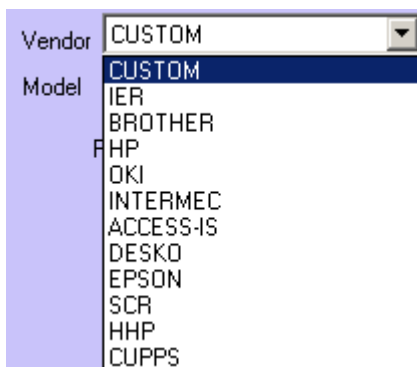 Vendor CUSTOM
CUSTOM
Model
IER
BROTHER
HP
OKI
INTERMEC
ACCESS-IS
DESKO
EPSON
SCR
HHP
CUPPS